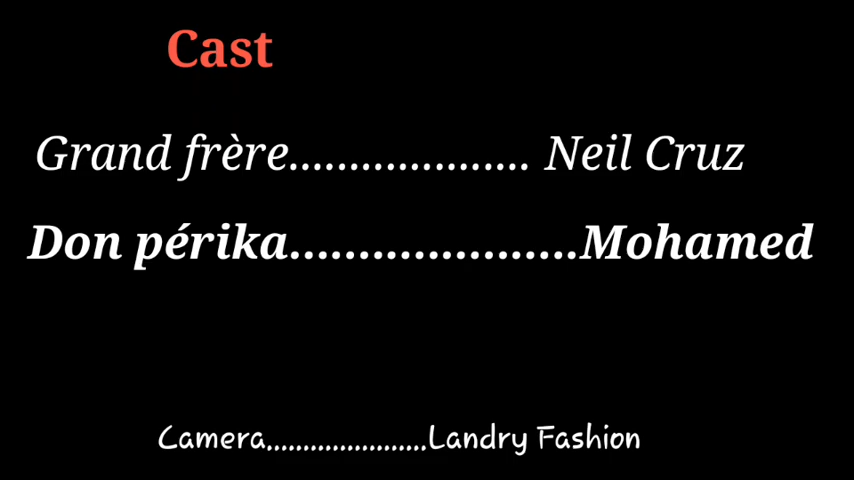 Cast
Grand frère.................... Neil Cruz
Don périka.....................Mohamed
Camera......................Landry Fashion